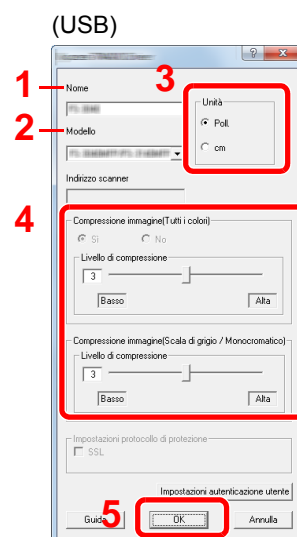 (USB)
1
Nome
3
Unità
Poll.
2
Modello
cm
Indirizzo scanner
4
Compressione immagine(Tutti i colori)
Sì
No
Livello di compressione
3
Basso
Alta
Compressione immagine(Scala di grigio / Monocromatico)
Livello di compressione
3
Basso
Alta
Impostazioni protocollo di protezione
SSL
Impostazioni autenticazione utente
5
Guida
OK
Annulla